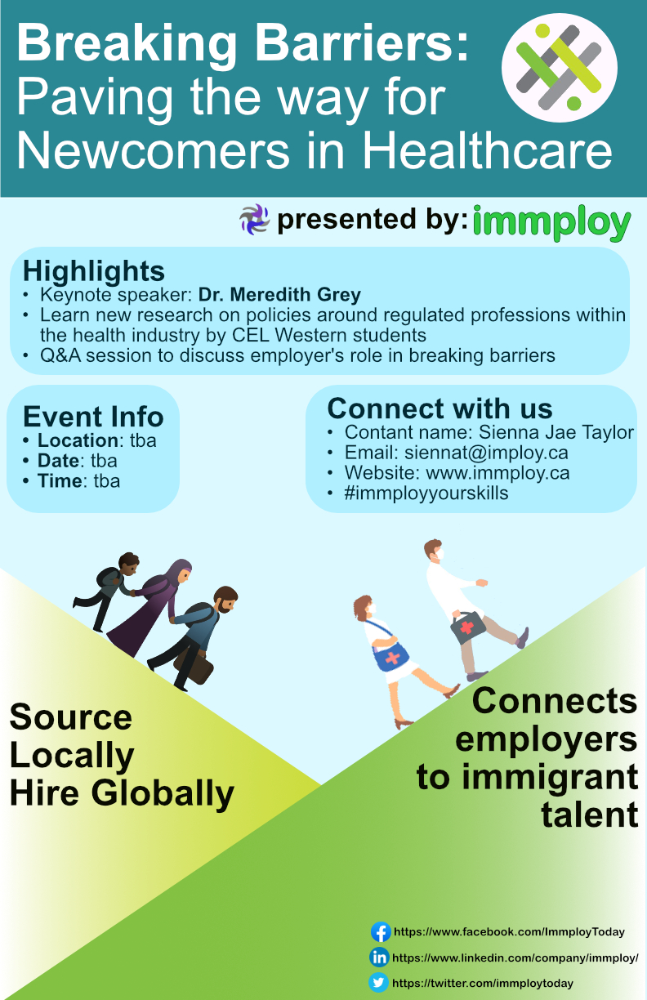 Breaking Barriers:
Paving the way for
Newcomers in Healthcare
presented by: immploy
Highlights
• Keynote speaker: Dr. Meredith Grey
• Learn new research on policies around regulated professions within
the health industry by CEL Western students
• Q&A session to discuss employer's role in breaking barriers
Event Info
• Location: tba
• Date: tba
• Time: tba
Connect with us
• Contant name: Sienna Jae Taylor
• Email: siennat@imploy.ca
• Website: www.immploy.ca
• #immployyourskills
Source
Locally
Hire Globally
Connects
employers
to immigrant
talent
https://www.facebook.com/ImmployToday
https://www.linkedin.com/company/immploy/
https://twitter.com/immploytoday